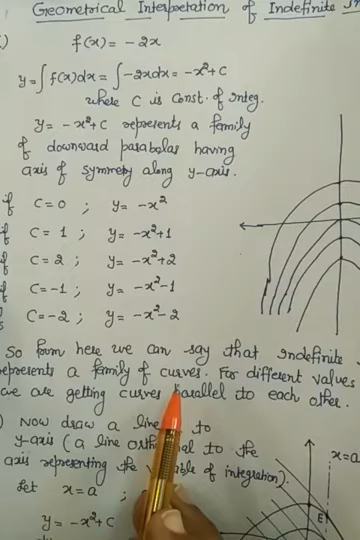 Geometrical Interpretation of Indefinite
f(x) = -2x
y = ∫ f(x)dx = ∫ -2xdx = -x²+c
where C is Const. of Integ.
y = -x²+c represents a family
of downward parabolas having
axis of symmetry along y-axis.
if C=0 ; y = -x²
if C = 1 ; y = -x²+1
C = 2 ; y = -x²+2
C = -1 ; y = -x²-1
C = -2 ; y = -x²-2
So from here we can say that indefinite
represents a family of curves. For different values
we are getting curves parallel to each other.
Now draw a line to
y-axis (a line to the
axis representing the of integration).
Let x=a ;
x=a
E
y = -x²+c